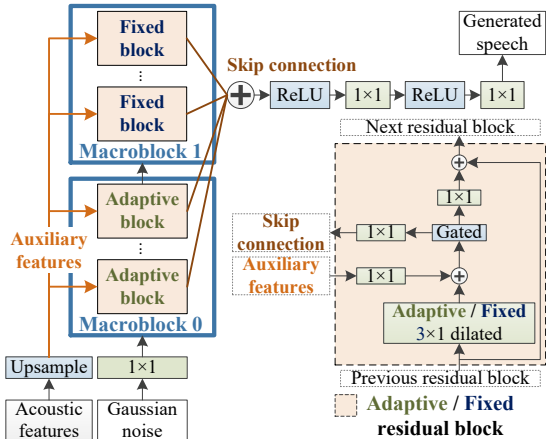 Fixed
block
...
Fixed
block
Macroblock 1
Adaptive
block
...
Adaptive
block
Macroblock 0
Auxiliary
features
Upsample
1×1
Acoustic
features
Gaussian
noise
Skip connection
+
ReLU
1×1
ReLU
1×1
Generated
speech
Next residual block
+
1×1
Skip
connection
1×1
Gated
Auxiliary
features
1×1
+
Adaptive / Fixed
3×1 dilated
Previous residual block
Adaptive / Fixed
residual block